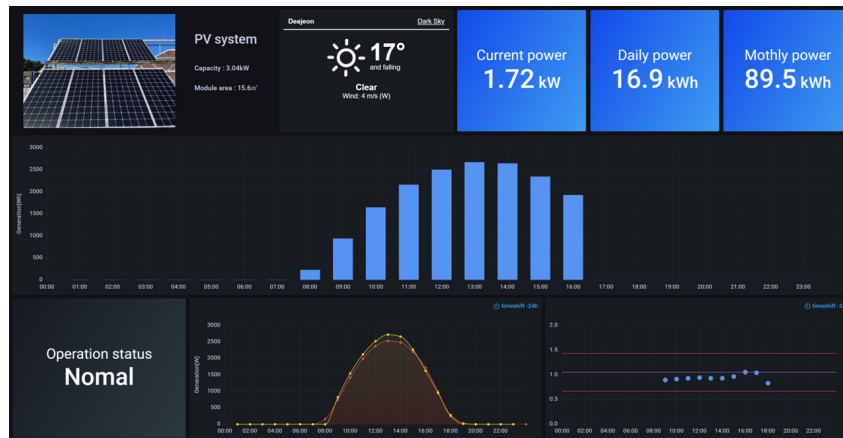 PV system
Capacity : 3.04kW
Module area : 15.6㎡
Deajeon Dark Sky
17°
and falling
Clear
Wind: 4 m/s (W)
Current power
1.72 kW
Daily power
16.9 kWh
Mothly power
89.5 kWh
Generation[Wh]
3000
2500
2000
1500
1000
500
0
00:00 01:00 02:00 03:00 04:00 05:00 06:00 07:00 08:00 09:00 10:00 11:00 12:00 13:00 14:00 15:00 16:00 17:00 18:00 19:00 20:00 21:00 22:00 23:00
Operation status
Nomal
timeshift -24h
Generation[W]
3000
2500
2000
1500
1000
500
0
00:00 02:00 04:00 06:00 08:00 10:00 12:00 14:00 16:00 18:00 20:00 22:00 00:00
timeshift -2
2.0
1.5
1.0
0.5
0.0
00:00 02:00 04:00 06:00 08:00 10:00 12:00 14:00 16:00 18:00 20:00 22:00